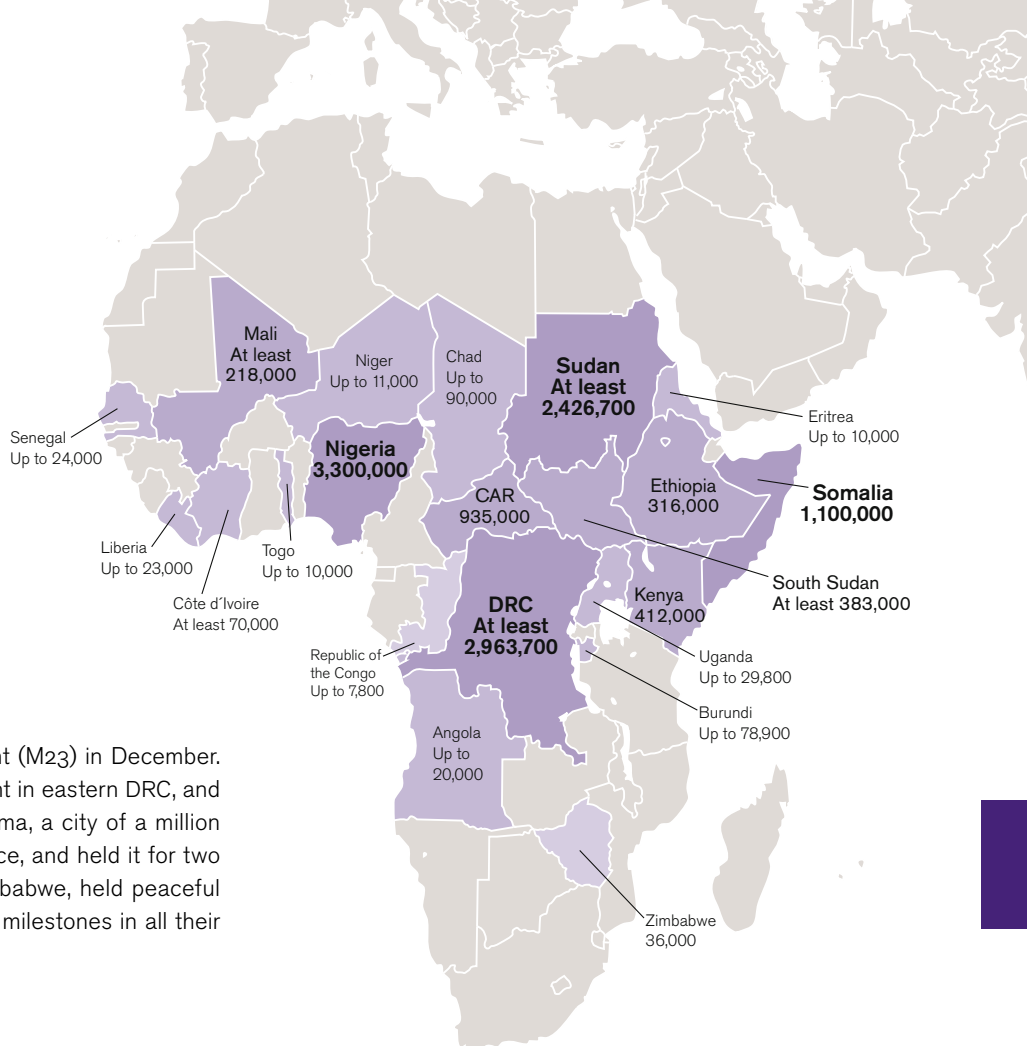 Mali
At least
218,000
Niger
Up to 11,000
Chad
Up to
90,000
Sudan
At least
2,426,700
Eritrea
Up to 10,000
Senegal
Up to 24,000
Nigeria
3,300,000
CAR
935,000
Ethiopia
316,000
Somalia
1,100,000
Liberia
Up to 23,000
Togo
Up to 10,000
Côte d´Ivoire
At least 70,000
South Sudan
At least 383,000
DRC
At least
2,963,700
Kenya
412,000
Republic of
the Congo
Up to 7,800
Uganda
Up to 29,800
Burundi
Up to 78,900
Angola
Up to
20,000
Zimbabwe
36,000
nt (M23) in December.
nt in eastern DRC, and
ma, a city of a million
ce, and held it for two
babwe, held peaceful
milestones in all their